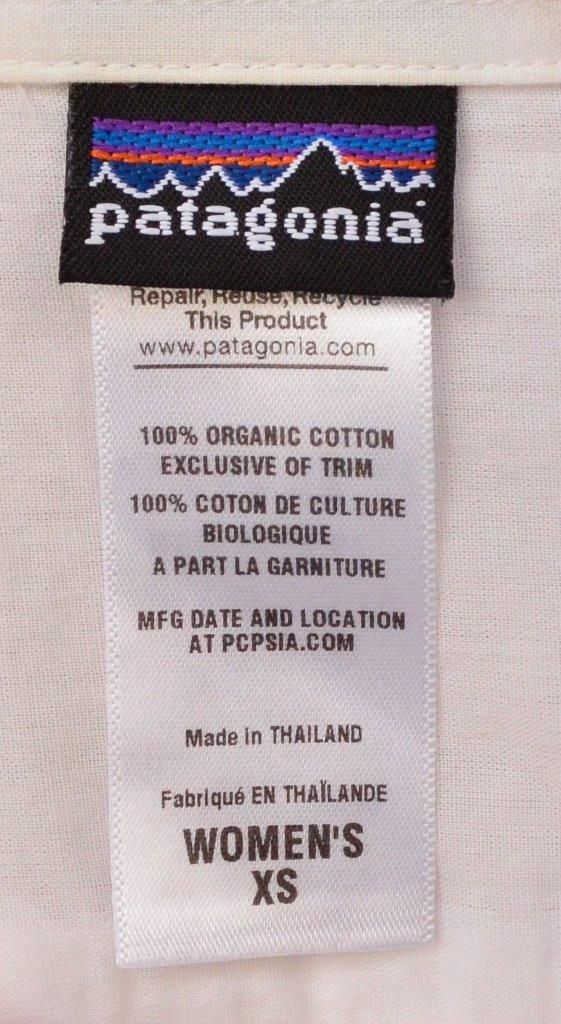 patagonia
Repair, Reuse, Recycle
This Product
www.patagonia.com
100% ORGANIC COTTON
EXCLUSIVE OF TRIM
100% COTON DE CULTURE
BIOLOGIQUE
A PART LA GARNITURE
MFG DATE AND LOCATION
AT PCPSIA.COM
Made in THAILAND
Fabriqué EN THAÏLANDE
WOMEN'S
XS